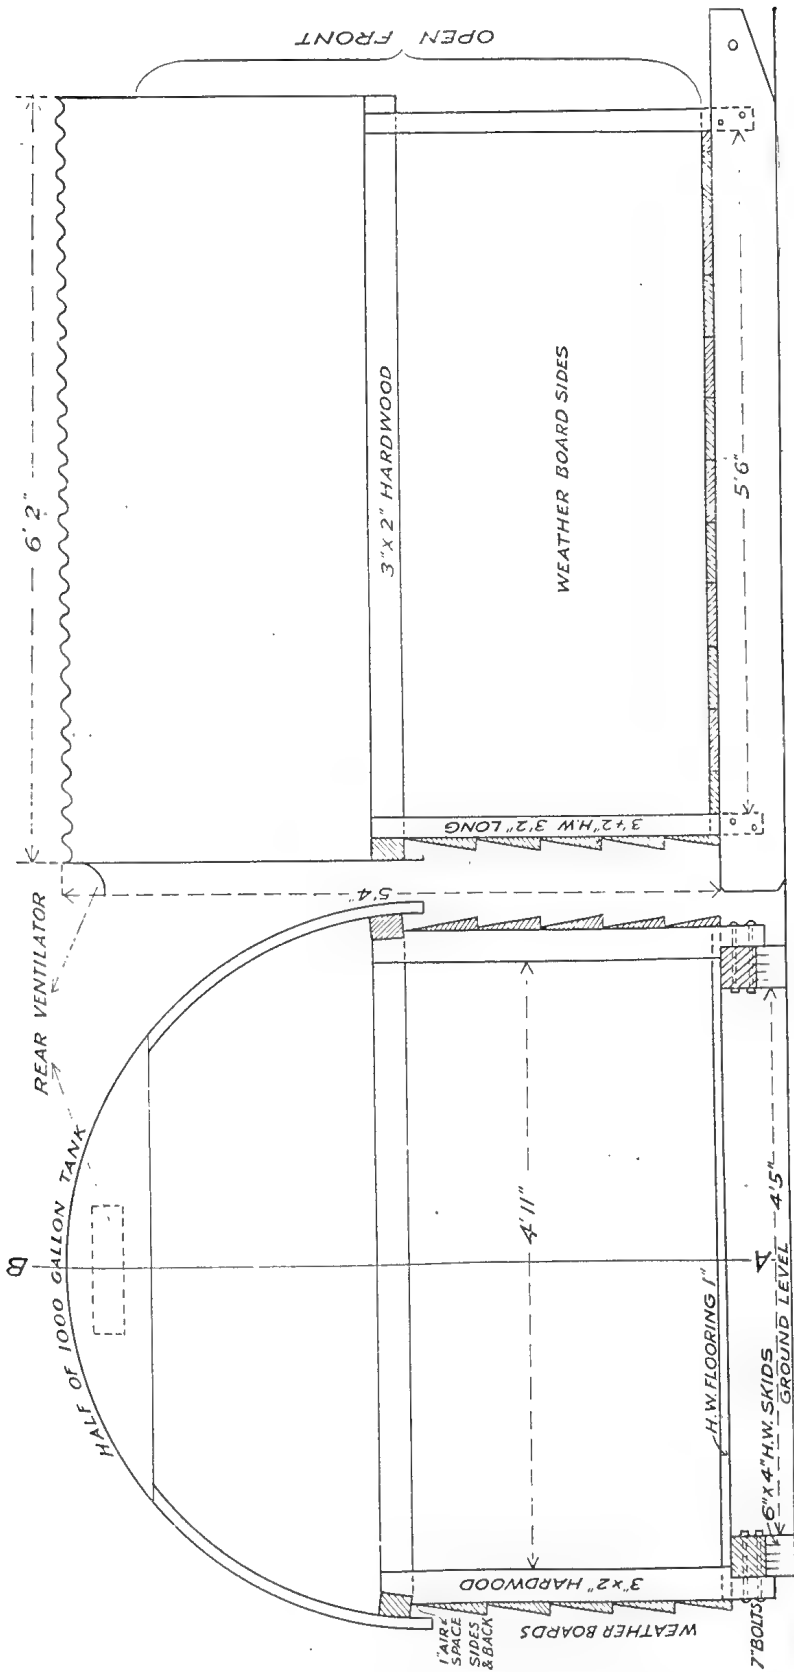 OPEN FRONT
6' 2"
3" x 2" HARDWOOD
WEATHER BOARD SIDES
5'6"
3"+2" H.W. 3'2" LONG
5'4"
REAR VENTILATOR
HALF OF 1000 GALLON TANK
B
A
4'11"
H.W. FLOORING 1"
4'5"
6"X 4" H.W. SKIDS
GROUND LEVEL
3"x2" HARDWOOD
1" AIR
SPACE
SIDES
& BACK
WEATHER BOARDS
7" BOLTS